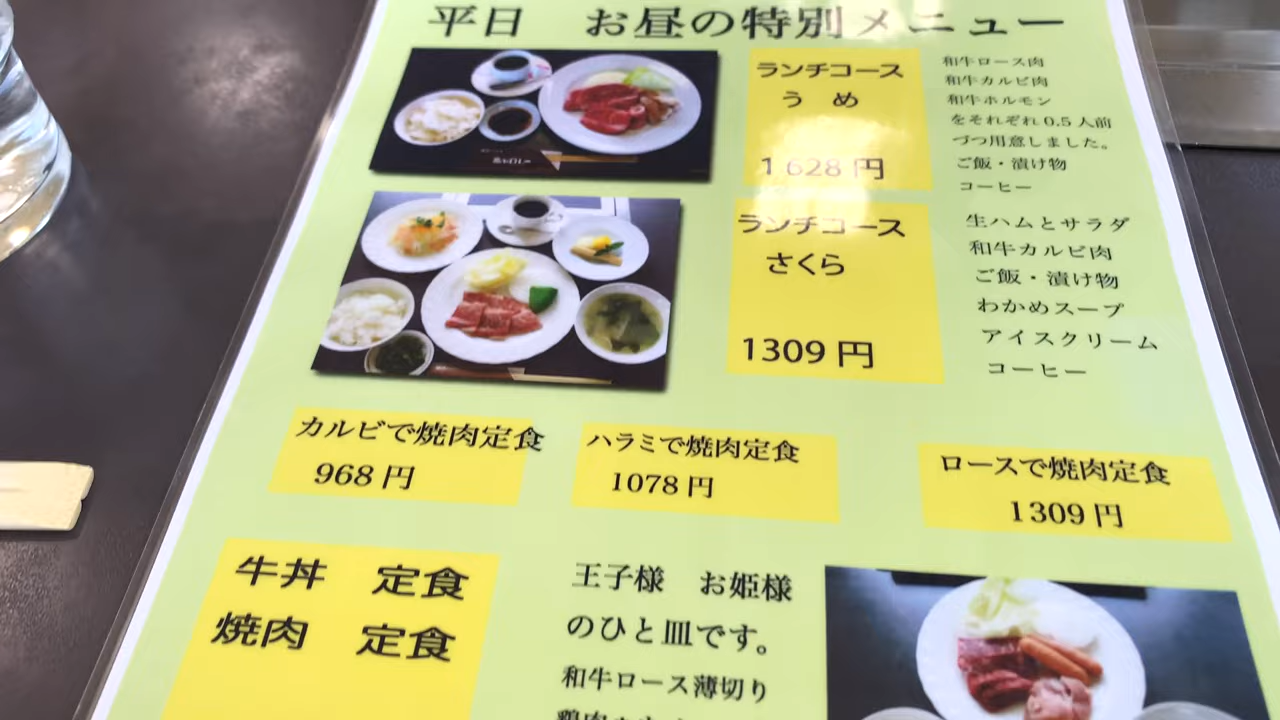 平日　お昼の特別メニュー
ランチコース
うめ
1628円
和牛ロース肉
和牛カルビ肉
和牛ホルモン
をそれぞれ0.5人前
づつ用意しました。
ご飯・漬け物
コーヒー
ランチコース
さくら
1309円
生ハムとサラダ
和牛カルビ肉
ご飯・漬け物
わかめスープ
アイスクリーム
コーヒー
カルビで焼肉定食
968円
ハラミで焼肉定食
1078円
ロースで焼肉定食
1309円
牛丼　定食
焼肉　定食
王子様　お姫様
のひと皿です。
和牛ロース薄切り